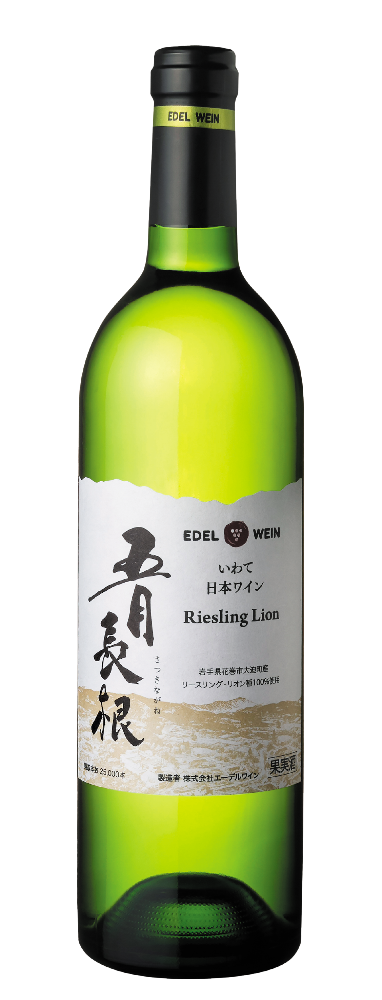 EDEL WEIN
五月長根
さつきながね
EDEL WEIN
いわて
日本ワイン
Riesling Lion
岩手県花巻市大迫町産
リースリング・リオン種100%使用
製造本数 25,000本
製造者 株式会社エーデルワイン
果実酒